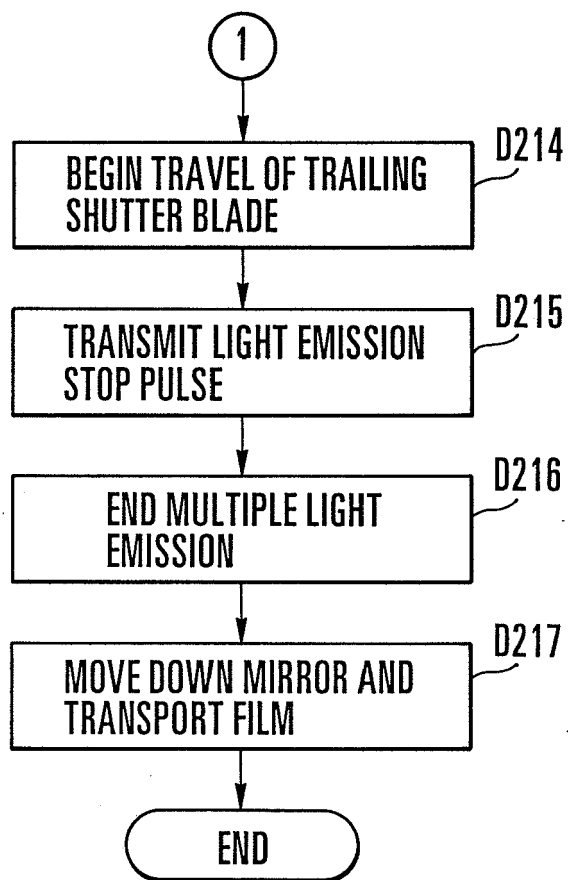 1
D214
BEGIN TRAVEL OF TRAILING
SHUTTER BLADE
D215
TRANSMIT LIGHT EMISSION
STOP PULSE
D216
END MULTIPLE LIGHT
EMISSION
D217
MOVE DOWN MIRROR AND
TRANSPORT FILM
END